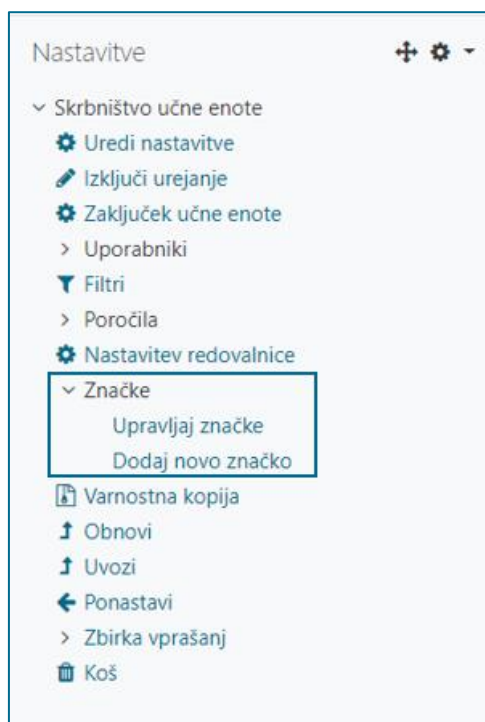 Nastavitve
Skrbništvo učne enote
Uredi nastavitve
Izključi urejanje
Zaključek učne enote
Uporabniki
Filtri
Poročila
Nastavitev redovalnice
Značke
Upravljaj značke
Dodaj novo značko
Varnostna kopija
Obnovi
Uvozi
Ponastavi
Zbirka vprašanj
Koš